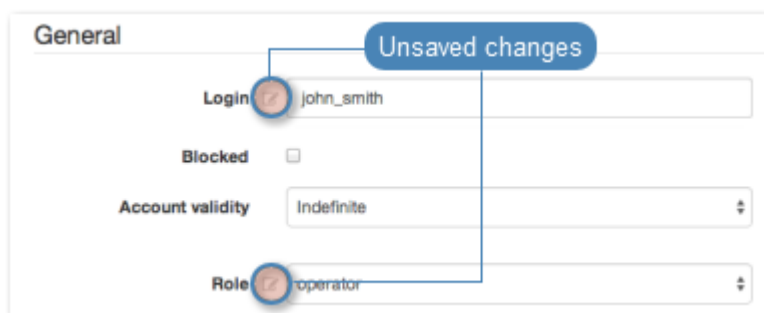 General
Unsaved changes
Login john_smith
Blocked
Account validity Indefinite
Role operator